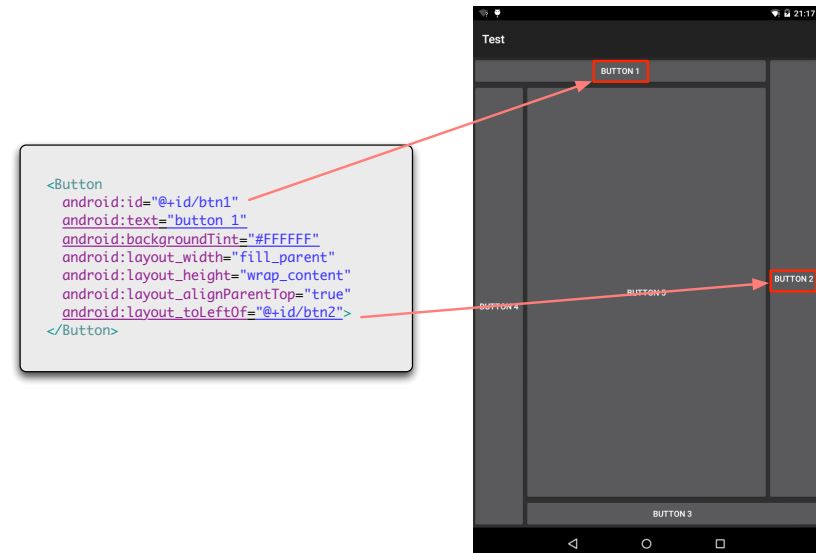 21:17
Test
BUTTON 1
<Button
android:id="@+id/btn1"
android:text="button 1"
android:backgroundTint="#FFFFFF"
android:layout_width="fill_parent"
android:layout_height="wrap_content"
android:layout_alignParentTop="true"
android:layout_toLeftOf="@+id/btn2">
</Button>
BUTTON 2
BUTTON 4
BUTTON 5
BUTTON 3